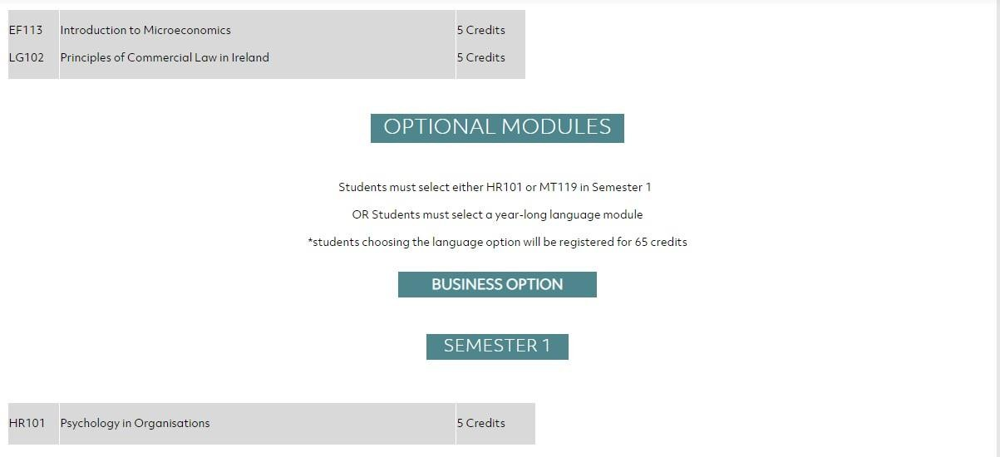 EF113 Introduction to Microeconomics 5 Credits
LG102 Principles of Commercial Law in Ireland 5 Credits
OPTIONAL MODULES
Students must select either HR101 or MT119 in Semester 1
OR Students must select a year-long language module
*students choosing the language option will be registered for 65 credits
BUSINESS OPTION
SEMESTER 1
HR101 Psychology in Organisations 5 Credits